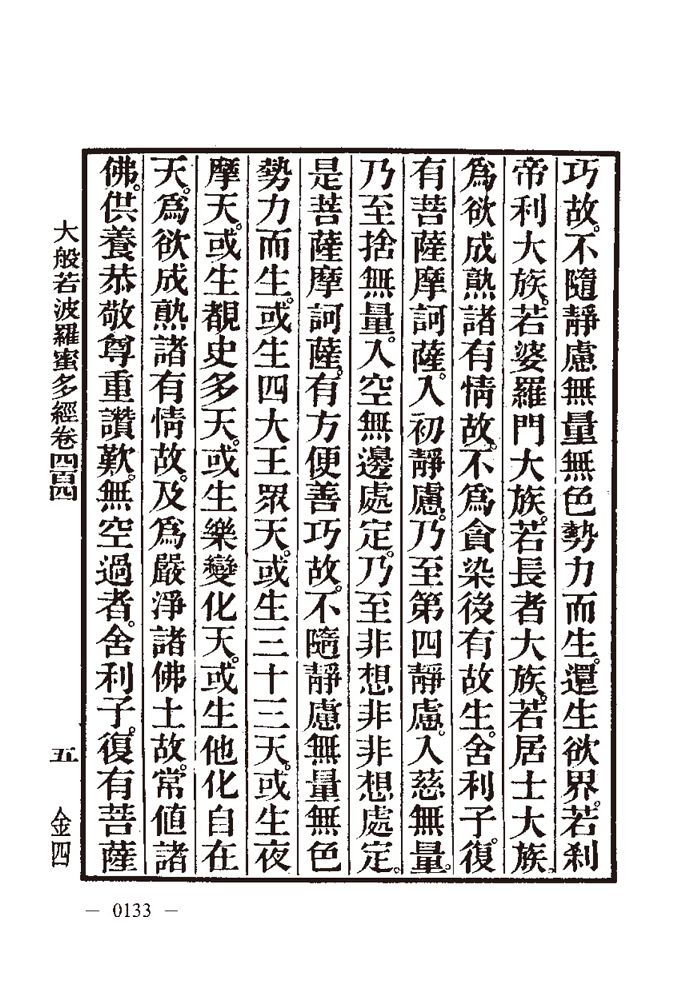 巧故。不隨靜慮無量無色勢力而生。還生欲界。若刹
帝利大族。若婆羅門大族。若長者大族。若居士大族。
爲欲成熟諸有情故。不爲貪染後有故生。舍利子。復
有菩薩摩訶薩。入初靜慮。乃至第四靜慮。入慈無量。
乃至捨無量。入空無邊處定。乃至非想非非想處定。
是菩薩摩訶薩。有方便善巧故。不隨靜慮無量無色
勢力而生。或生四大王眾天。或生三十三天。或生夜
摩天。或生覩史多天。或生樂變化天。或生他化自在
天。爲欲成熟諸有情故。及爲嚴淨諸佛土故。常值諸
佛。供養恭敬尊重讚歎。無空過者。舍利子。復有菩薩
大般若波羅蜜多經卷四百四 五 金四
— 0133 —